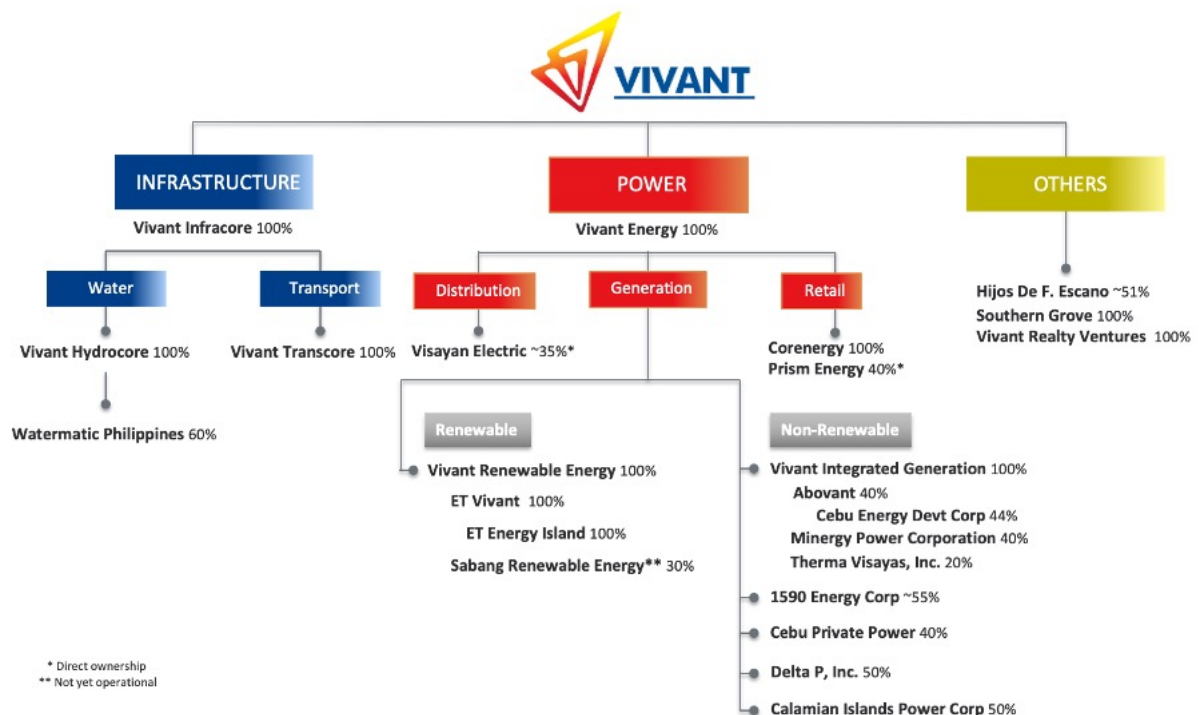 VIVANT
INFRASTRUCTURE
Vivant Infracore 100%
Water
Vivant Hydrocore 100%
Watermatic Philippines 60%
Transport
Vivant Transcore 100%
POWER
Vivant Energy 100%
Distribution
Visayan Electric ~35%*
Generation
Renewable
Vivant Renewable Energy 100%
ET Vivant 100%
ET Energy Island 100%
Sabang Renewable Energy** 30%
Non-Renewable
Vivant Integrated Generation 100%
Abovant 40%
Cebu Energy Devt Corp 44%
Minergy Power Corporation 40%
Therma Visayas, Inc. 20%
1590 Energy Corp ~55%
Cebu Private Power 40%
Delta P, Inc. 50%
Calamian Islands Power Corp 50%
Retail
Corenergy 100%
Prism Energy 40%*
OTHERS
Hijos De F. Escano ~51%
Southern Grove 100%
Vivant Realty Ventures 100%
* Direct ownership
** Not yet operational